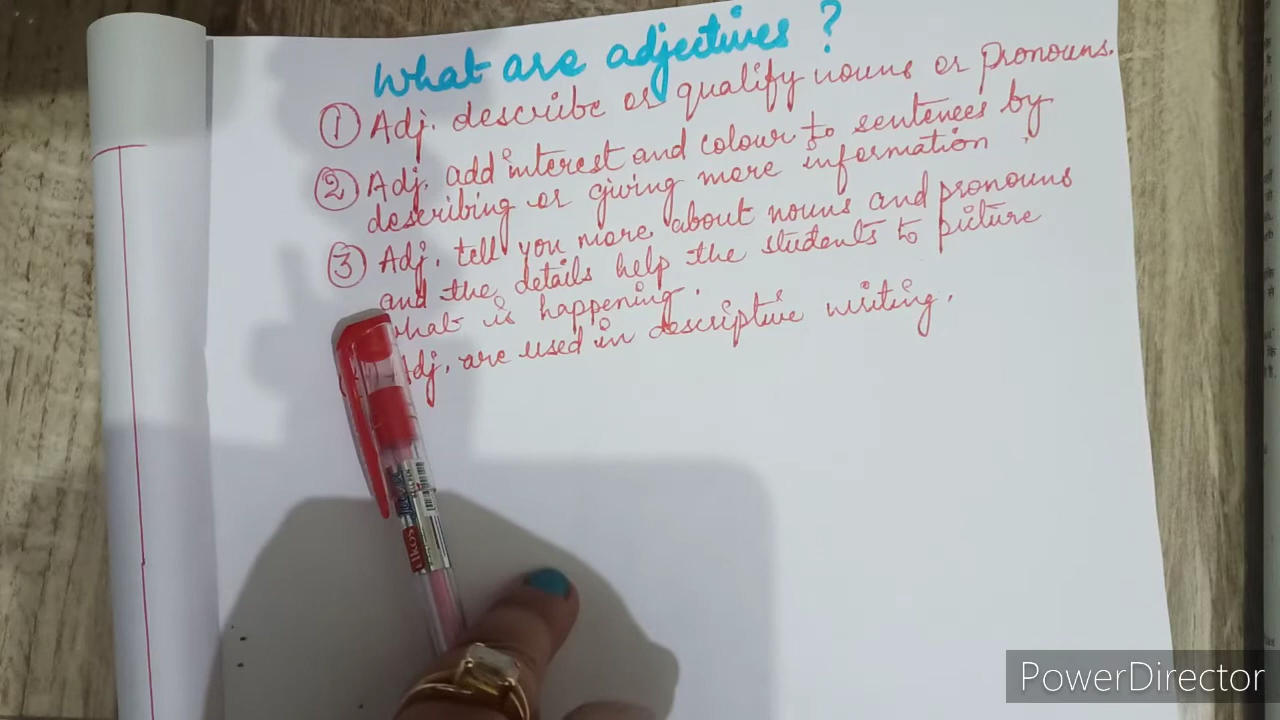 What are adjectives ?
① Adj. describe or qualify nouns or pronouns.
② Adj. add interest and colour to sentences by
describing or giving more information.
③ Adj. tell you more about nouns and pronouns
and the details help the students to picture
what is happening.
Adj. are used in descriptive writing.
PowerDirector